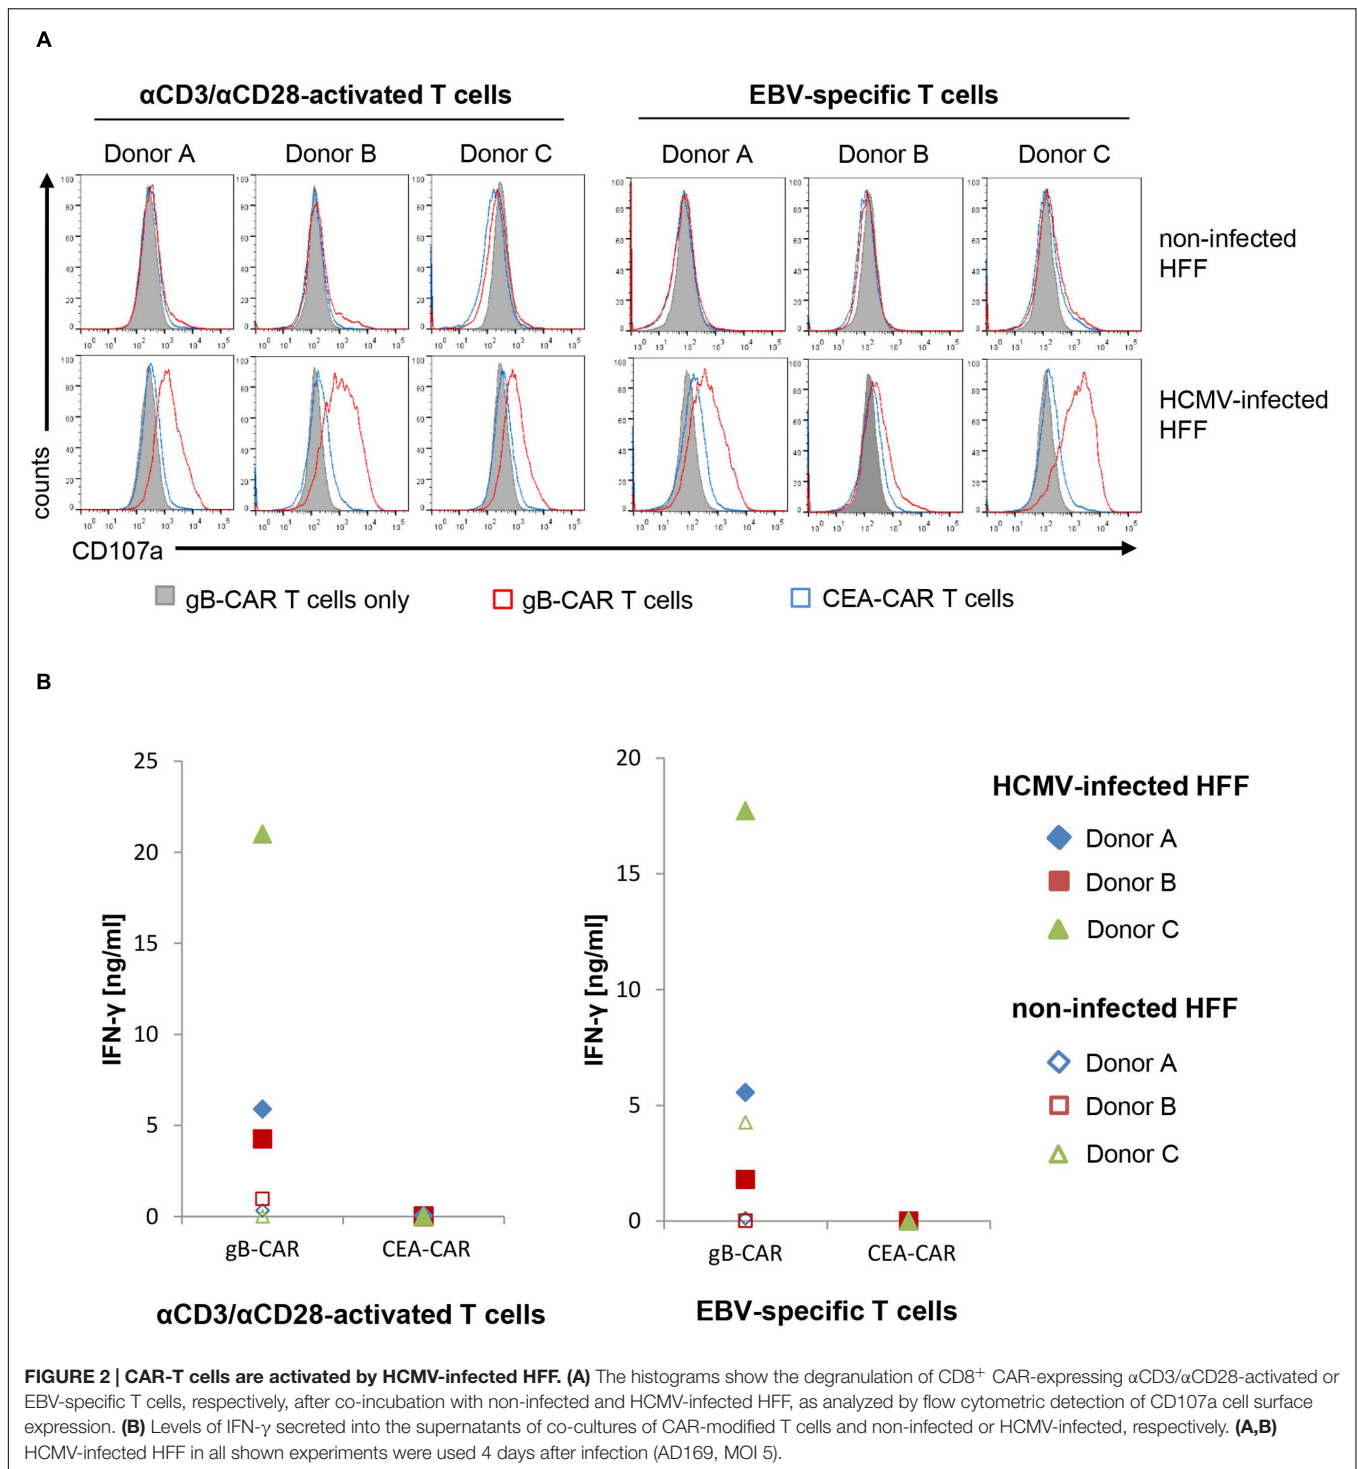 A
αCD3/αCD28-activated T cells
EBV-specific T cells
Donor A
Donor B
Donor C
Donor A
Donor B
Donor C
non-infected
HFF
HCMV-infected
HFF
counts
CD107a
gB-CAR T cells only
gB-CAR T cells
CEA-CAR T cells
B
25
20
15
10
5
0
IFN-γ [ng/ml]
gB-CAR
CEA-CAR
αCD3/αCD28-activated T cells
20
15
10
5
0
IFN-γ [ng/ml]
gB-CAR
CEA-CAR
EBV-specific T cells
HCMV-infected HFF
Donor A
Donor B
Donor C
non-infected HFF
Donor A
Donor B
Donor C
FIGURE 2 | CAR-T cells are activated by HCMV-infected HFF. (A) The histograms show the degranulation of CD8+ CAR-expressing αCD3/αCD28-activated or
EBV-specific T cells, respectively, after co-incubation with non-infected and HCMV-infected HFF, as analyzed by flow cytometric detection of CD107a cell surface
expression. (B) Levels of IFN-γ secreted into the supernatants of co-cultures of CAR-modified T cells and non-infected or HCMV-infected, respectively. (A,B)
HCMV-infected HFF in all shown experiments were used 4 days after infection (AD169, MOI 5).